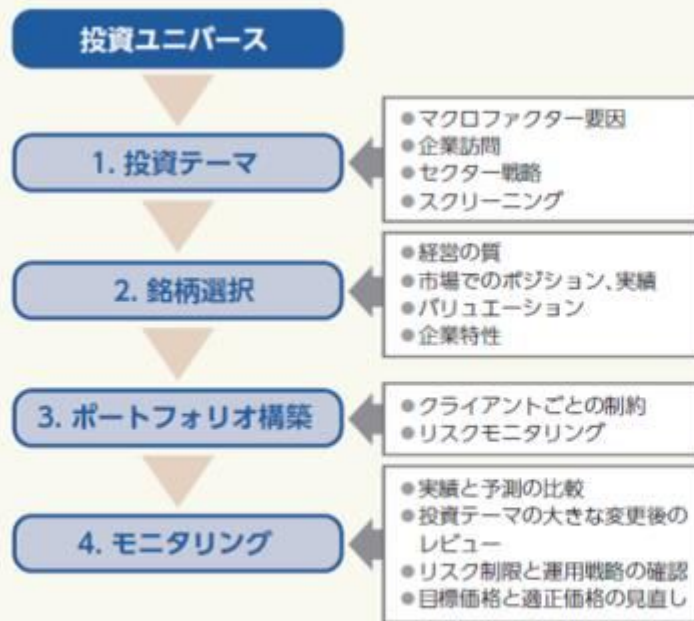 投資ユニバース
1. 投資テーマ
●マクロファクター要因
●企業訪問
●セクター戦略
●スクリーニング
2. 銘柄選択
●経営の質
●市場でのポジション、実績
●バリュエーション
●企業特性
3. ポートフォリオ構築
●クライアントごとの制約
●リスクモニタリング
4. モニタリング
●実績と予測の比較
●投資テーマの大きな変更後の
レビュー
●リスク制限と運用戦略の確認
●目標価格と適正価格の見直し